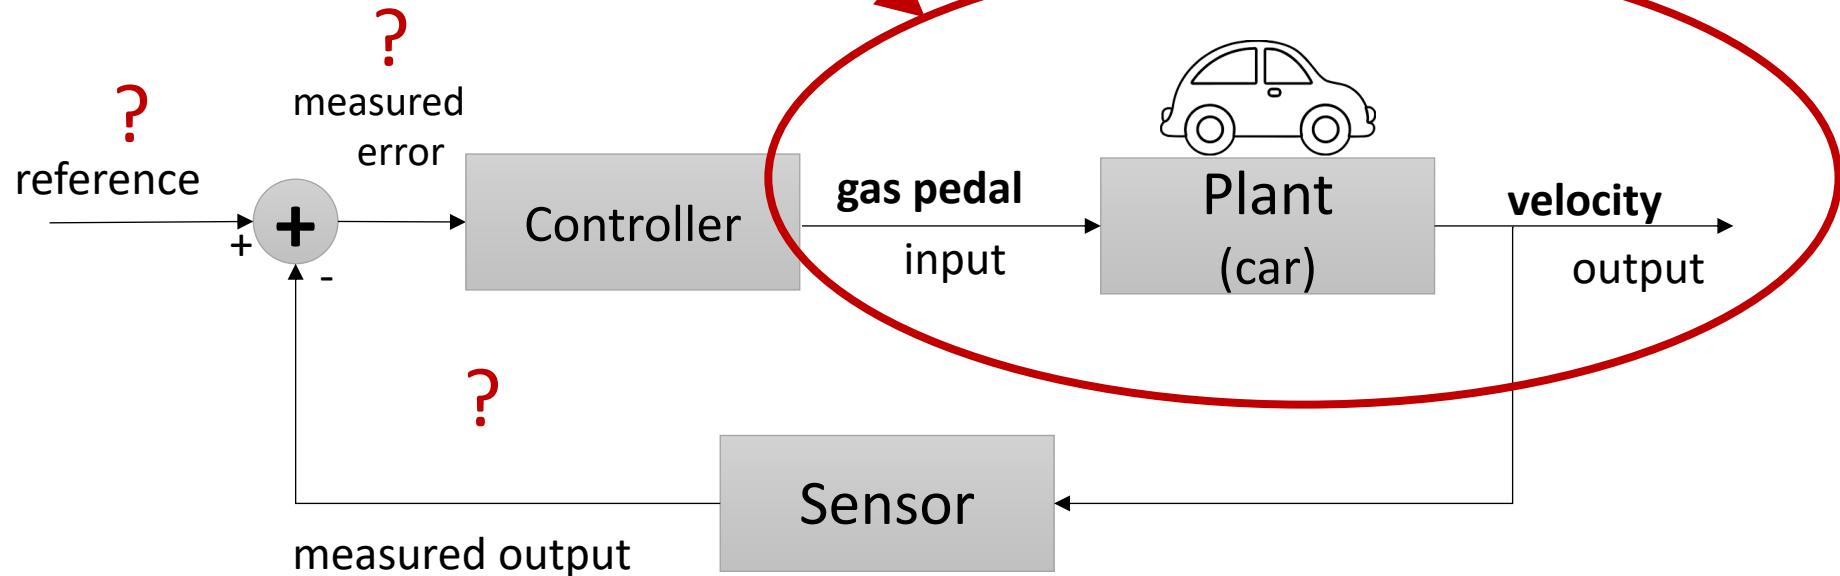 ?
?
measured
error
reference
+
+
-
Controller
gas pedal
input
Plant
(car)
velocity
output
?
Sensor
measured output